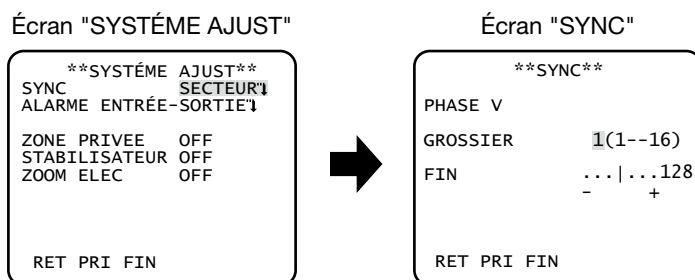 Écran "SYSTÉME AJUST"
**SYSTÉME AJUST**
SYNC SECTEUR↴
ALARME ENTRÉE-SORTIE↴
ZONE PRIVEE OFF
STABILISATEUR OFF
ZOOM ELEC OFF
RET PRI FIN
Écran "SYNC"
**SYNC**
PHASE V
GROSSIER 1(1--16)
FIN ...|...128
- +
RET PRI FIN